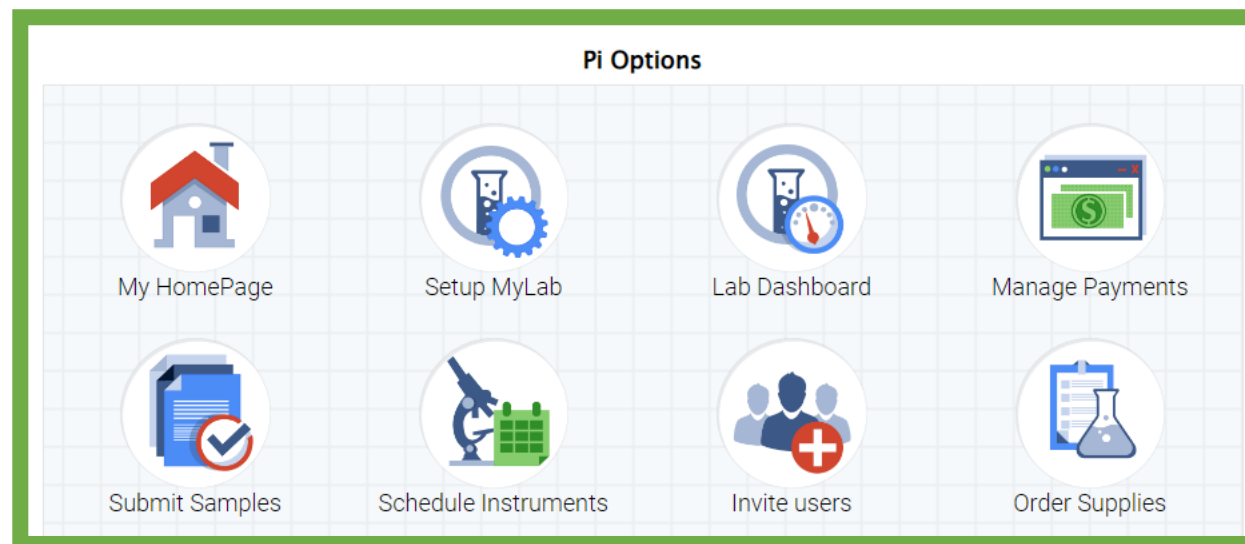 Pi Options
My HomePage
Setup MyLab
Lab Dashboard
Manage Payments
Submit Samples
Schedule Instruments
Invite users
Order Supplies